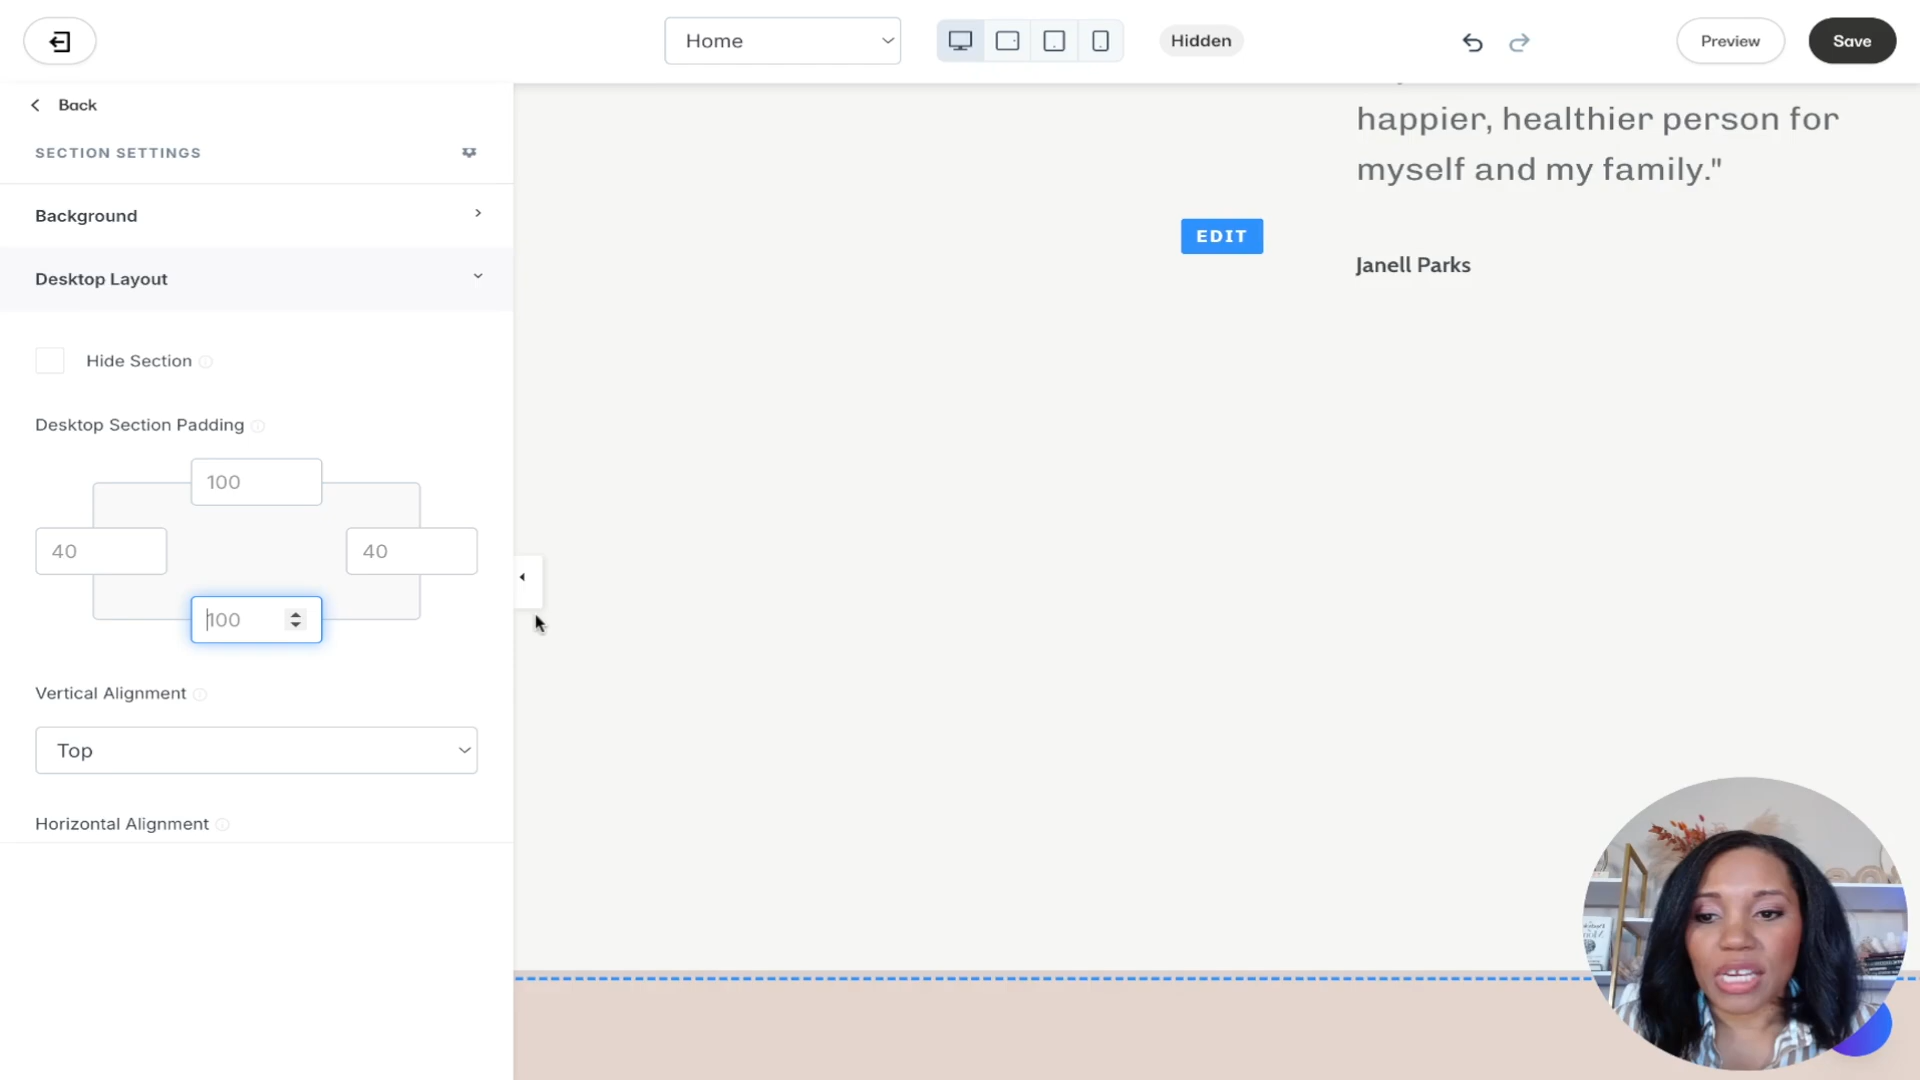 Home
Hidden
Preview
Save
Back
SECTION SETTINGS
Background
Desktop Layout
Hide Section
Desktop Section Padding
100
40
40
100
Vertical Alignment
Top
Horizontal Alignment
happier, healthier person for
myself and my family."
EDIT
Janell Parks